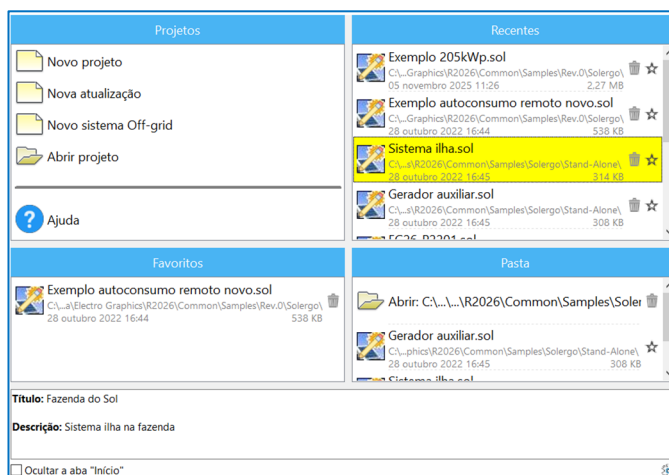 Projetos
Novo projeto
Nova atualização
Novo sistema Off-grid
Abrir projeto
Ajuda
Recentes
Exemplo 205kWp.sol
C:\...Graphics\R2026\Common\Samples\Rev.0\Solergo\
05 novembro 2025 11:26 2.27 MB
Exemplo autoconsumo remoto novo.sol
C:\...Graphics\R2026\Common\Samples\Rev.0\Solergo\
28 outubro 2022 16:44 538 KB
Sistema ilha.sol
C:\...s\R2026\Common\Samples\Solergo\Stand-Alone\
28 outubro 2022 16:45 314 KB
Gerador auxiliar.sol
C:\...s\R2026\Common\Samples\Solergo\Stand-Alone\
28 outubro 2022 16:45 308 KB
Favoritos
Exemplo autoconsumo remoto novo.sol
C:\...a\Electro Graphics\R2026\Common\Samples\Rev.0\Solergo\
28 outubro 2022 16:44 538 KB
Pasta
Abrir: C:\...\...\R2026\Common\Samples\Soler
Gerador auxiliar.sol
C:\...phics\R2026\Common\Samples\Solergo\Stand-Alone\
28 outubro 2022 16:45 308 KB
Sistema ilha.sol
Título: Fazenda do Sol
Descrição: Sistema ilha na fazenda
Ocultar a aba "Início"